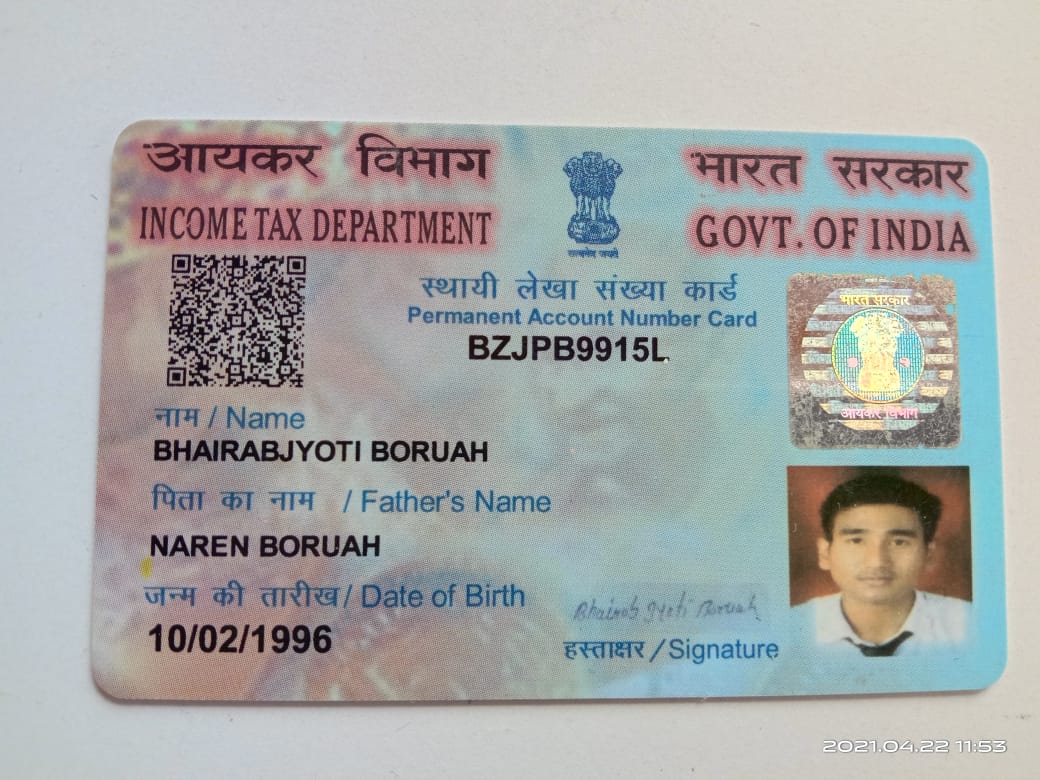 आयकर विभाग
भारत सरकार
INCOME TAX DEPARTMENT
GOVT. OF INDIA
सत्यमेव जयते
स्थायी लेखा संख्या कार्ड
Permanent Account Number Card
BZJPB9915L
भारत सरकार
आयकर विभाग
नाम / Name
BHAIRABJYOTI BORUAH
पिता का नाम / Father's Name
NAREN BORUAH
जन्म की तारीख / Date of Birth
10/02/1996
Bhairab Jyoti Boruah
हस्ताक्षर / Signature
2021.04.22 11:53